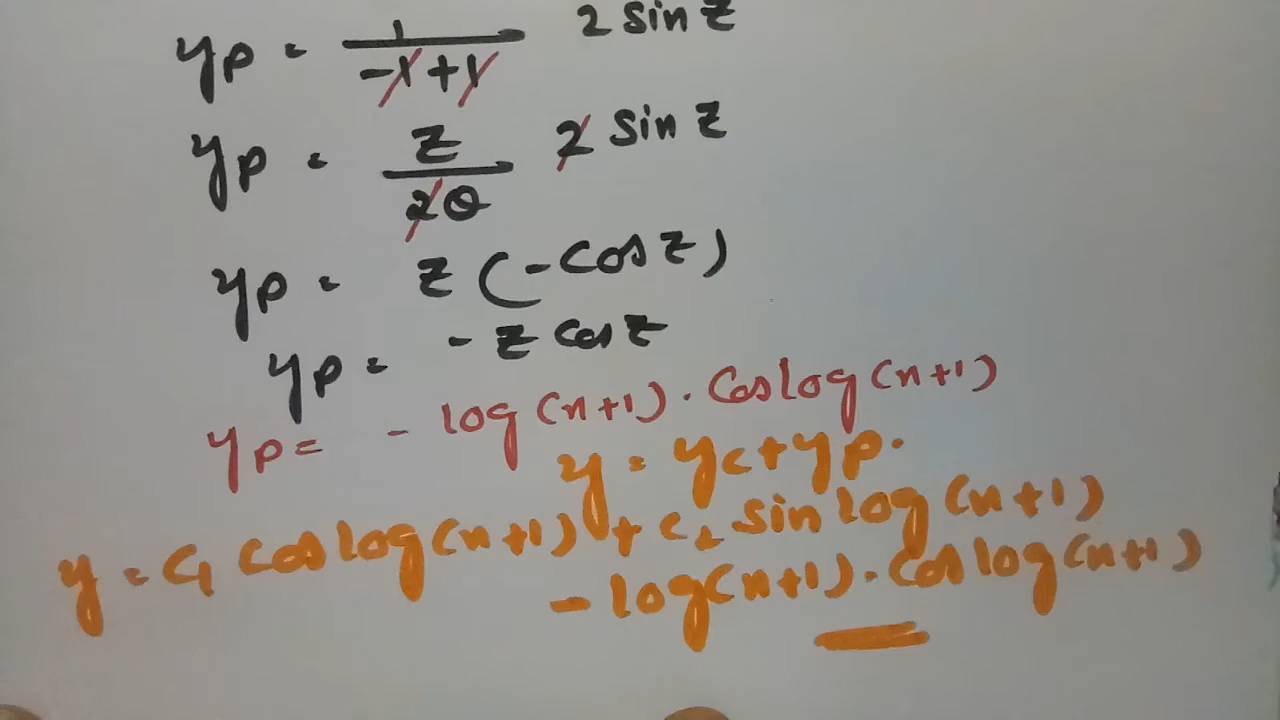 yp = 1/(-1+1) 2 sin z
yp = z/(2θ) 2 sin z
yp = z (-cos z)
yp = - z cos z
yp = - log (x+1) . Cos log (x+1)
y = yc + yp.
y = C1 cos log (x+1) + C2 sin log (x+1)
- log (x+1) . cos log (x+1)